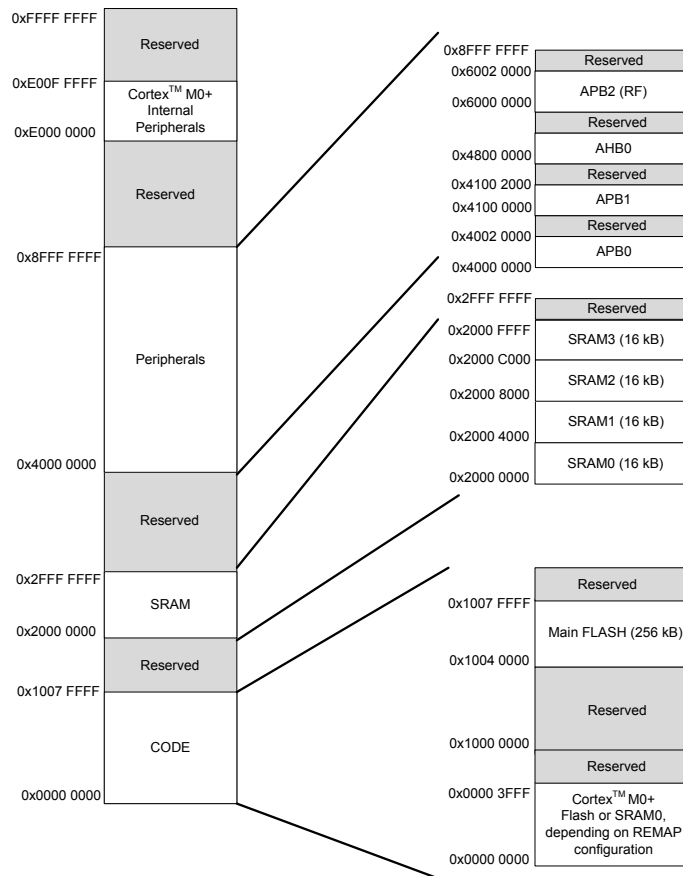 0xFFFF FFFF
Reserved
0xE00F FFFF
Cortex™ M0+
Internal
Peripherals
0xE000 0000
Reserved
0x8FFF FFFF
Peripherals
0x4000 0000
Reserved
0x2FFF FFFF
SRAM
0x2000 0000
Reserved
0x1007 FFFF
CODE
0x0000 0000
0x8FFF FFFF
Reserved
0x6002 0000
APB2 (RF)
0x6000 0000
Reserved
AHB0
0x4800 0000
Reserved
0x4100 2000
APB1
0x4100 0000
Reserved
0x4002 0000
APB0
0x4000 0000
0x2FFF FFFF
Reserved
0x2000 FFFF
SRAM3 (16 kB)
0x2000 C000
SRAM2 (16 kB)
0x2000 8000
SRAM1 (16 kB)
0x2000 4000
SRAM0 (16 kB)
0x2000 0000
Reserved
0x1007 FFFF
Main FLASH (256 kB)
0x1004 0000
Reserved
0x1000 0000
Reserved
0x0000 3FFF
Cortex™ M0+
Flash or SRAM0,
depending on REMAP
configuration
0x0000 0000